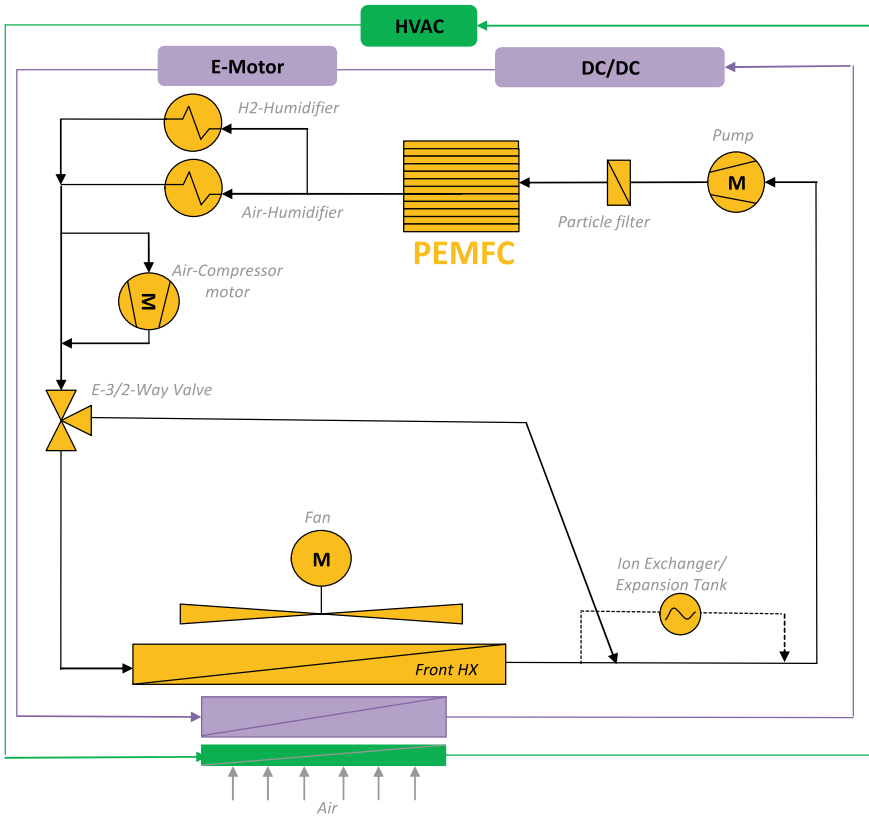 HVAC
E-Motor
DC/DC
H2-Humidifier
Pump
M
Air-Humidifier
Particle filter
PEMFC
Air-Compressor
motor
M
E-3/2-Way Valve
Fan
M
Ion Exchanger/
Expansion Tank
Front HX
Air